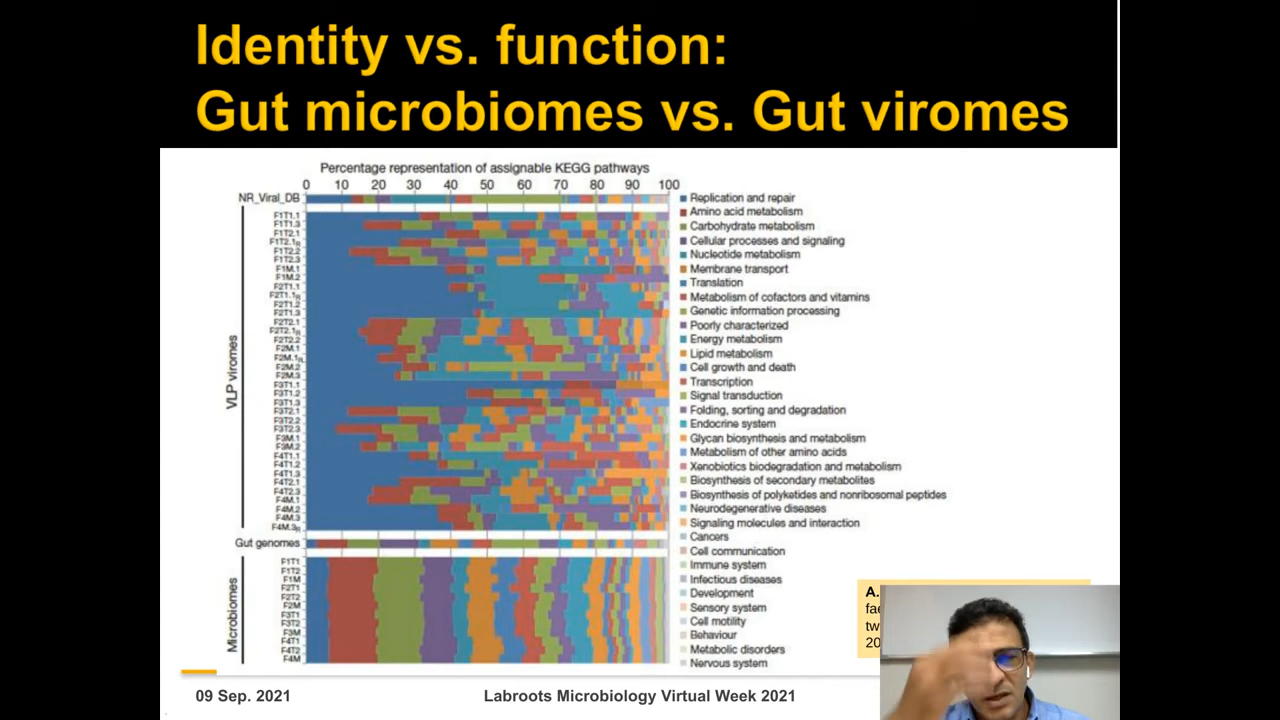 Identity vs. function:
Gut microbiomes vs. Gut viromes
Percentage representation of assignable KEGG pathways
0 10 20 30 40 50 60 70 80 90 100
NR_Viral_DB
VLP viromes
F1T1.1
F1T1.3
F1T2.1
F1T2.1R
F1T2.2
F1T2.3
F1M.1
F1M.2
F2T1.1
F2T1.1R
F2T1.2
F2T1.3
F2T2.1
F2T2.1R
F2T2.2
F2M.1
F2M.1R
F2M.2
F2M.3
F3T1.1
F3T1.2
F3T1.3
F3T2.1
F3T2.2
F3T2.3
F3M.1
F3M.2
F4T1.1
F4T1.2
F4T1.3
F4T2.1
F4T2.3
F4M.1
F4M.2
F4M.3
F4M.3R
Gut genomes
Microbiomes
F1T1
F1T2
F1M
F2T1
F2T2
F2M
F3T1
F3T2
F3M
F4T1
F4T2
F4M
Replication and repair
Amino acid metabolism
Carbohydrate metabolism
Cellular processes and signaling
Nucleotide metabolism
Membrane transport
Translation
Metabolism of cofactors and vitamins
Genetic information processing
Poorly characterized
Energy metabolism
Lipid metabolism
Cell growth and death
Transcription
Signal transduction
Folding, sorting and degradation
Endocrine system
Glycan biosynthesis and metabolism
Metabolism of other amino acids
Xenobiotics biodegradation and metabolism
Biosynthesis of secondary metabolites
Biosynthesis of polyketides and nonribosomal peptides
Neurodegenerative diseases
Signaling molecules and interaction
Cancers
Cell communication
Immune system
Infectious diseases
Development
Sensory system
Cell motility
Behaviour
Metabolic disorders
Nervous system
A.
fae
tw
20
09 Sep. 2021
Labroots Microbiology Virtual Week 2021